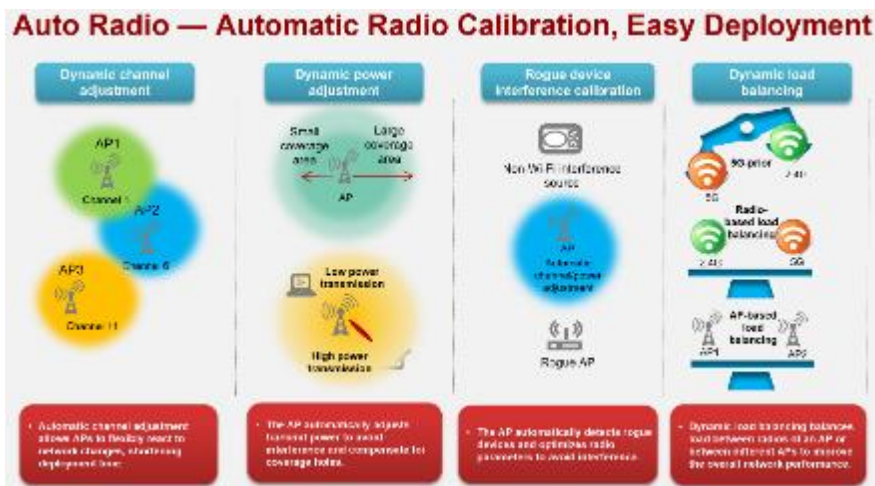 Auto Radio — Automatic Radio Calibration, Easy Deployment
Dynamic channel
adjustment
AP1
Channel 1
AP2
Channel 6
AP3
Channel 11
• Automatic channel adjustment
allows APs to flexibly react to
network changes, shortening
deployment time.
Dynamic power
adjustment
Small
coverage
area
Large
coverage
area
AP
Low power
transmission
High power
transmission
• The AP automatically adjusts
transmit power to avoid
interference and compensate for
coverage holes.
Rogue device
interference calibration
Non-Wi-Fi interference
source
AP
Automatic
channel/power
adjustment
Rogue AP
• The AP automatically detects rogue
devices and optimizes radio
parameters to avoid interference.
Dynamic load
balancing
5G-prior
5G
2.4G
Radio-
based load
balancing
2.4G
5G
AP-based
load
balancing
AP1
AP2
• Dynamic load balancing balances
load between radios of an AP or
between different APs to improve
the overall network performance.